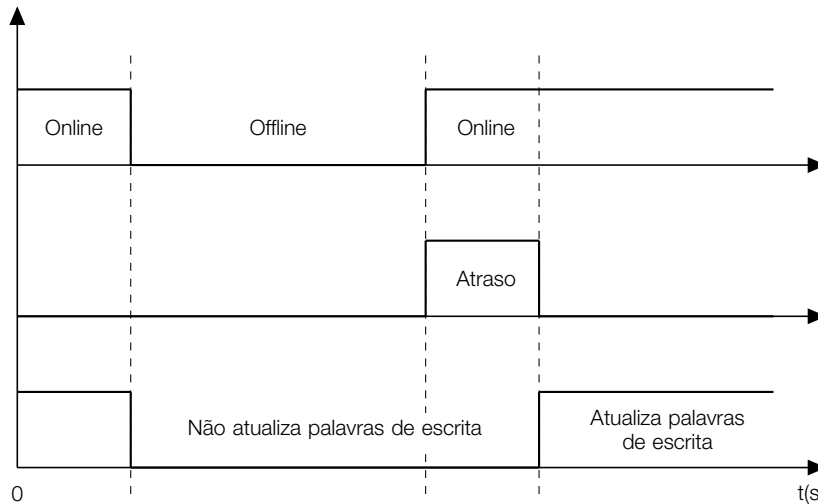 Online
Offline
Online
Atraso
Não atualiza palavras de escrita
Atualiza palavras
de escrita
0
t(s